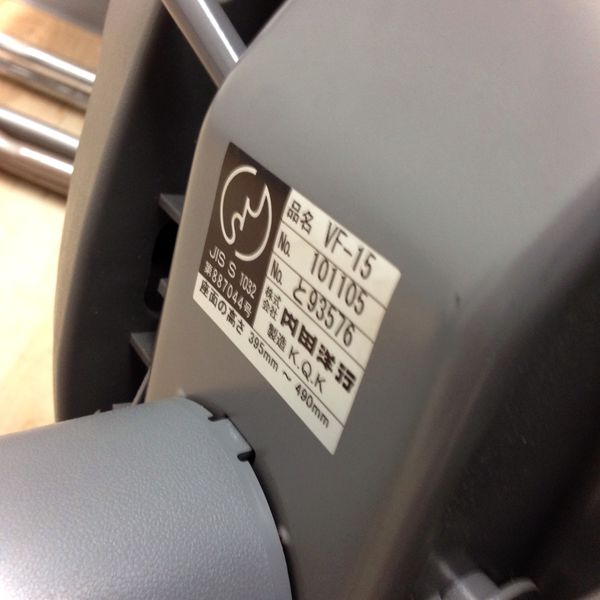 JIS S 1032
第887044号
品名 VF-15
No. 101105
No. と93576
株式会社 内田洋行
製造 K.Q.K
座面の高さ 395mm ～ 490mm